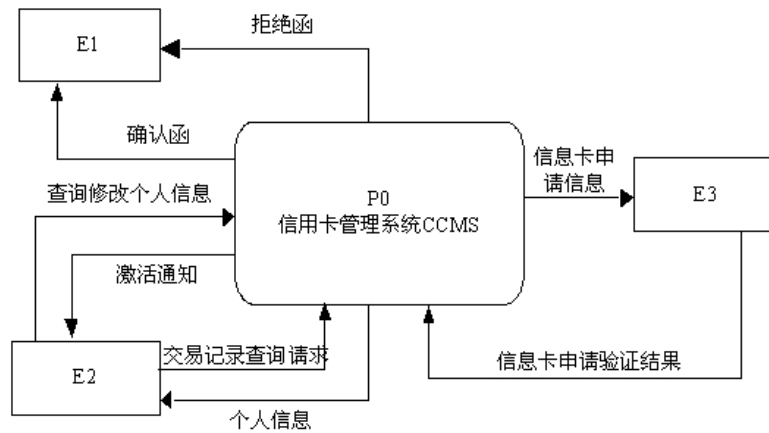 拒绝函
E1
确认函
信息卡申
请信息
查询修改个人信息
P0
信用卡管理系统CCMS
E3
激活通知
交易记录查询请求
信息卡申请验证结果
E2
个人信息